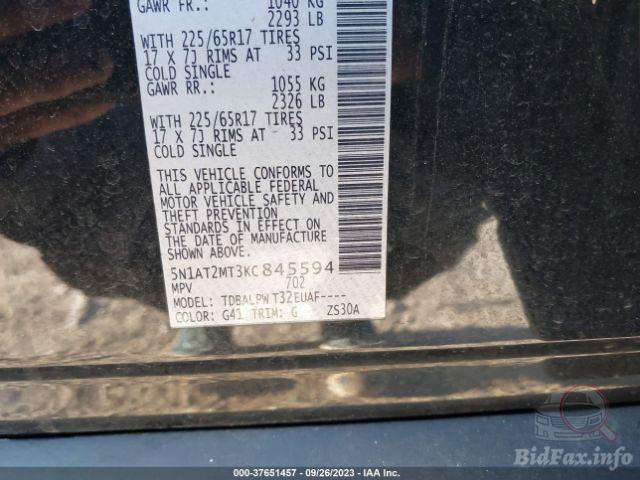 GAWR FR.: 1040 KG
2293 LB
WITH 225/65R17 TIRES
17 X 7J RIMS AT 33 PSI
COLD SINGLE
GAWR RR.: 1055 KG
2326 LB
WITH 225/65R17 TIRES
17 X 7J RIMS AT 33 PSI
COLD SINGLE
THIS VEHICLE CONFORMS TO
ALL APPLICABLE FEDERAL
MOTOR VEHICLE SAFETY AND
THEFT PREVENTION
STANDARDS IN EFFECT ON
THE DATE OF MANUFACTURE
SHOWN ABOVE.
5N1AT2MT3KC845594
MPV 702
MODEL: TDBALPW T32EUAF----
COLOR: G41 TRIM: G ZS30A
BidFax.info
000-37651457 - 09/26/2023 - IAA Inc.